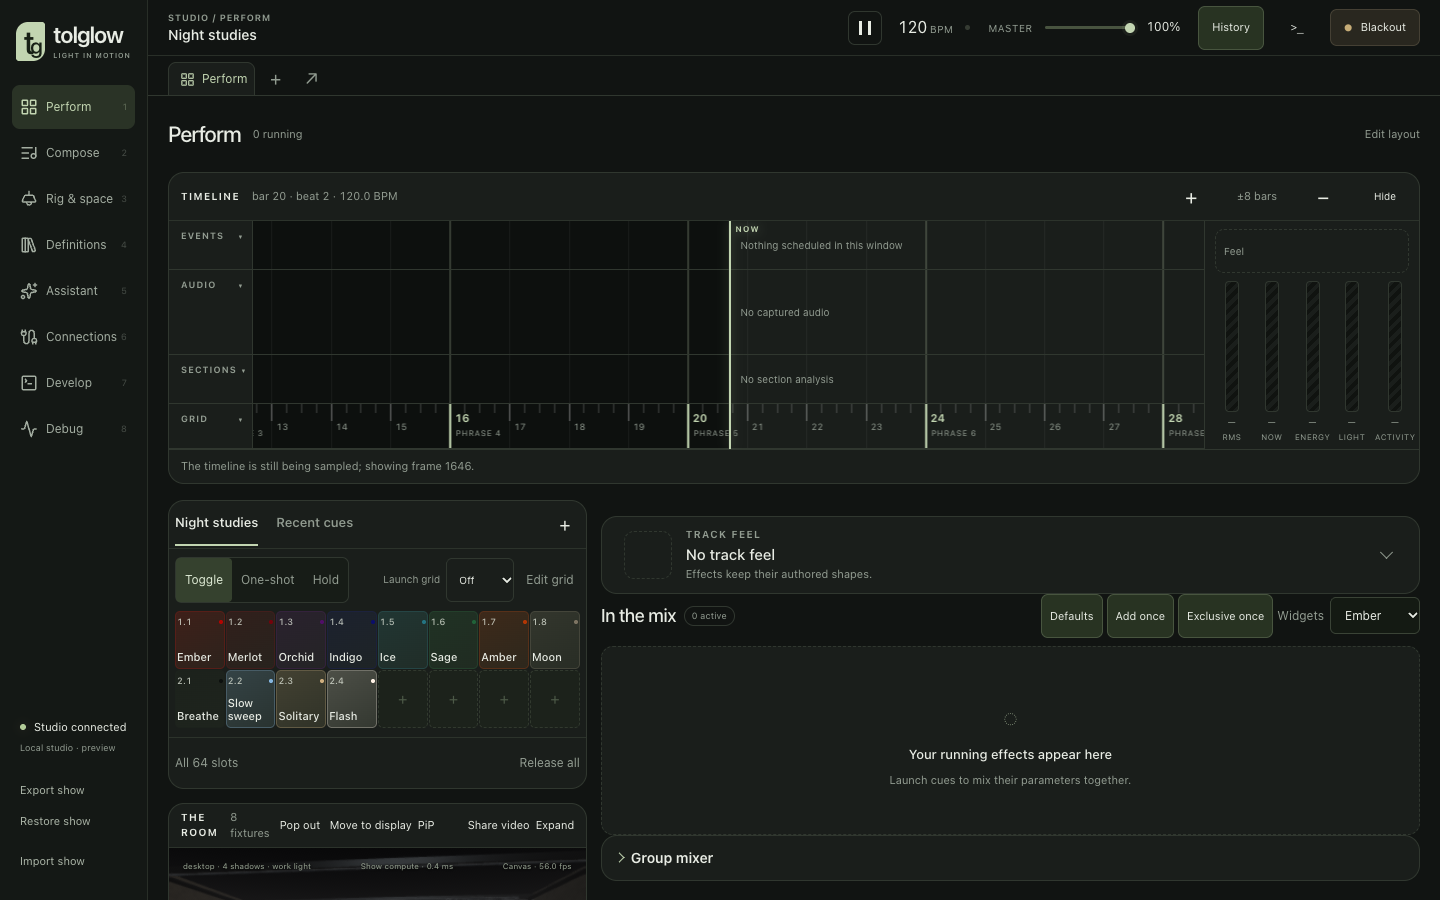 tolglow
LIGHT IN MOTION
Perform 1
Compose 2
Rig & space 3
Definitions 4
Assistant 5
Connections 6
Develop 7
Debug 8
Studio connected
Local studio · preview
Export show
Restore show
Import show
STUDIO / PERFORM
Night studies
120 BPM
MASTER
100%
History
>_
Blackout
Perform
Perform
0 running
Edit layout
TIMELINE
bar 20 · beat 2 · 120.0 BPM
+
±8 bars
−
Hide
EVENTS
NOW
Nothing scheduled in this window
AUDIO
No captured audio
SECTIONS
No section analysis
GRID
3 13 14 15 16 17 18 19 20 21 22 23 24 25 26 27 28
PHRASE 4 PHRASE 5 PHRASE 6 PHRASE
Feel
— — — — —
RMS NOW ENERGY LIGHT ACTIVITY
The timeline is still being sampled; showing frame 1646.
Night studies
Recent cues
+
Toggle
One-shot
Hold
Launch grid
Off
Edit grid
1.1 1.2 1.3 1.4 1.5 1.6 1.7 1.8
Ember Merlot Orchid Indigo Ice Sage Amber Moon
2.1 2.2 2.3 2.4
Breathe Slow sweep Solitary Flash
+ + + +
All 64 slots
Release all
THE ROOM
8 fixtures
Pop out
Move to display
PiP
Share video
Expand
desktop · 4 shadows · work light
Show compute · 0.4 ms
Canvas · 56.0 fps
TRACK FEEL
No track feel
Effects keep their authored shapes.
In the mix
0 active
Defaults
Add once
Exclusive once
Widgets
Ember
Your running effects appear here
Launch cues to mix their parameters together.
Group mixer